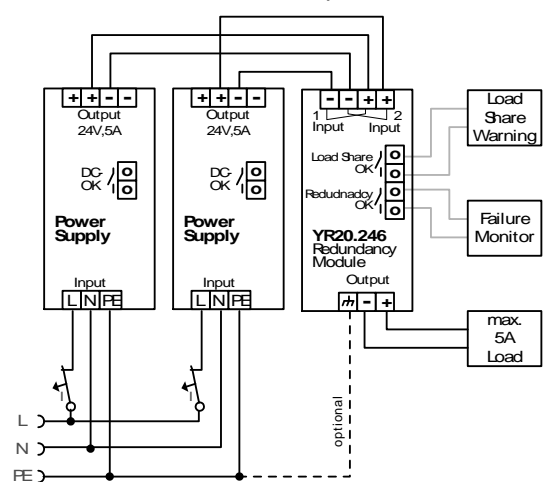 + + - -
Output
24V,5A
DC-
OK
Power
Supply
Input
L N PE
+ + - -
Output
24V,5A
DC-
OK
Power
Supply
Input
L N PE
- - + +
1 2
Input Input
Load Share
OK
Redudnadcy
OK
YR20.246
Redundancy
Module
Output
- +
Load
Share
Warning
Failure
Monitor
max.
5A
Load
I
I
L
N
PE
optional